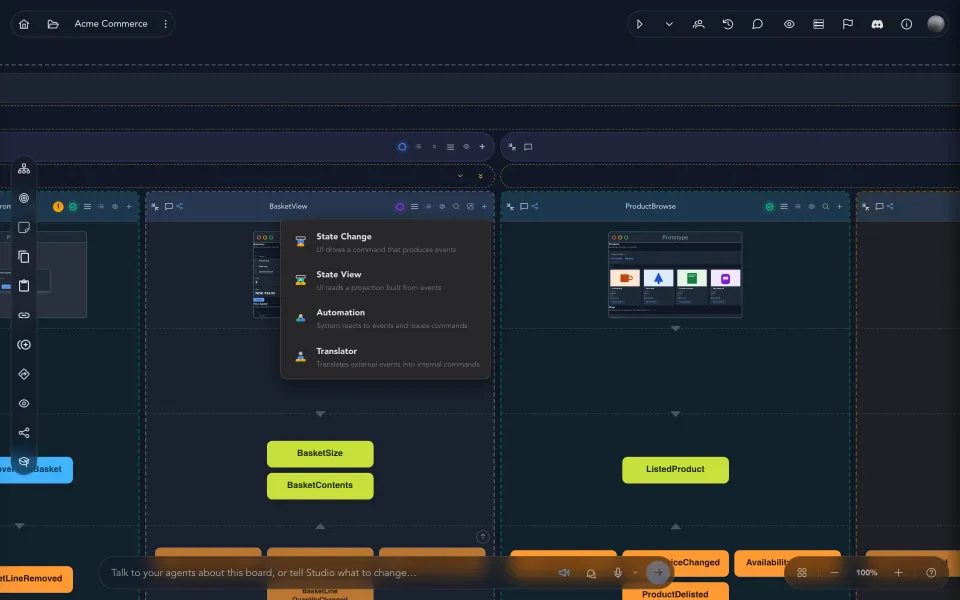 Acme Commerce
BasketView
ProductBrowse
State Change
UI drives a command that produces events
State View
UI reads a projection built from events
Automation
System reacts to events and issues commands
Translator
Translates external events into internal commands
Prototype
BasketSize
BasketContents
ListedProduct
etLineRemoved
BasketLine
QuantityChanged
ProductDelisted
Talk to your agents about this board, or tell Studio what to change…
100%